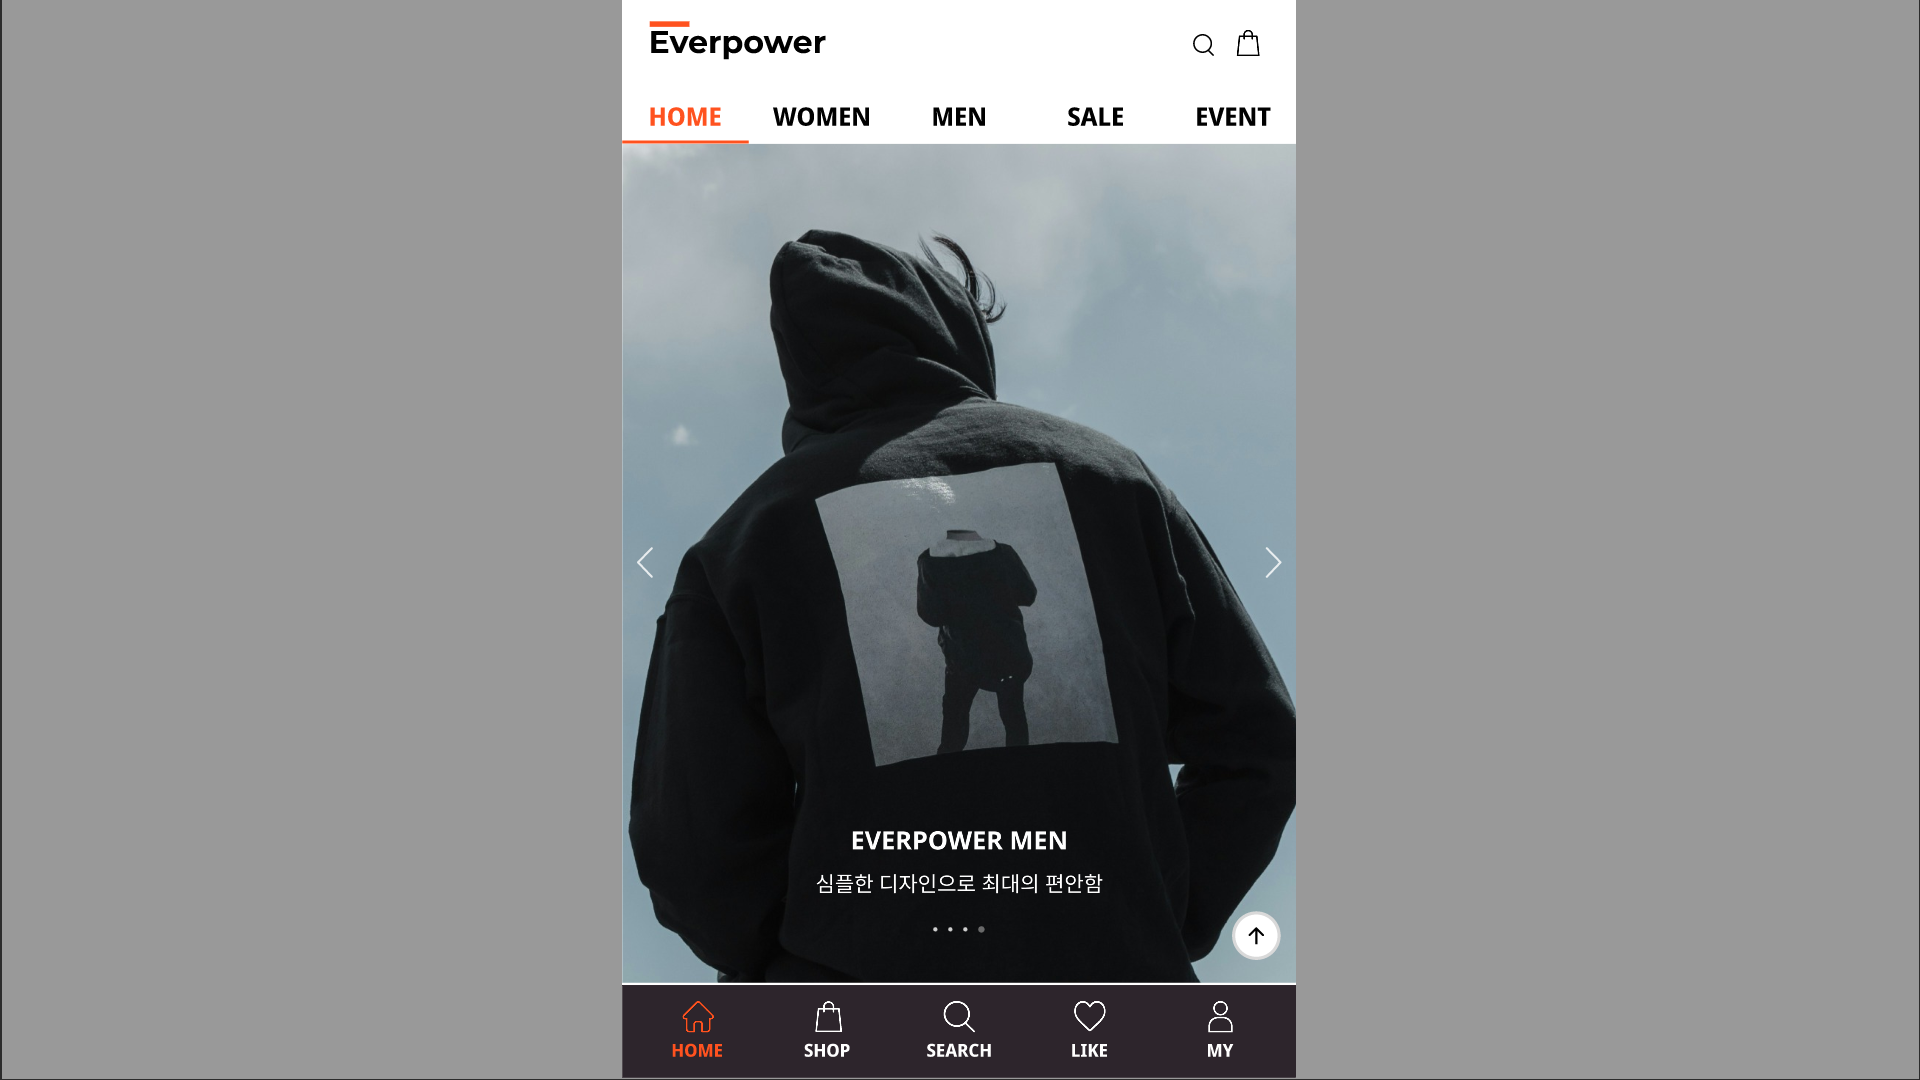 Everpower
HOME WOMEN MEN SALE EVENT
EVERPOWER MEN
심플한 디자인으로 최대의 편안함
HOME SHOP SEARCH LIKE MY